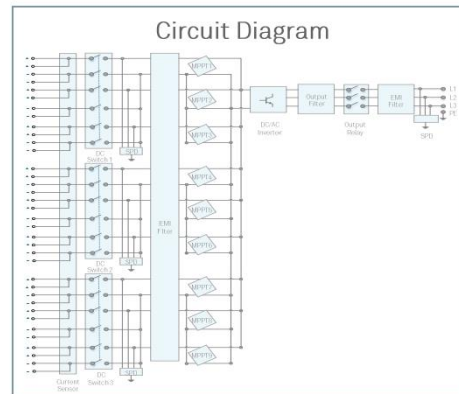 Circuit Diagram
MPPT1
MPPT2
MPPT3
DC
Switch 1
SPD
DC/AC
Invertor
Output
Filter
Output
Relay
EMI
Filter
L1
L2
L3
PE
SPD
MPPT4
MPPT5
MPPT6
EMI
Filter
DC
Switch 2
SPD
MPPT7
MPPT8
MPPT9
Current
Sensor
DC
Switch 3
SPD